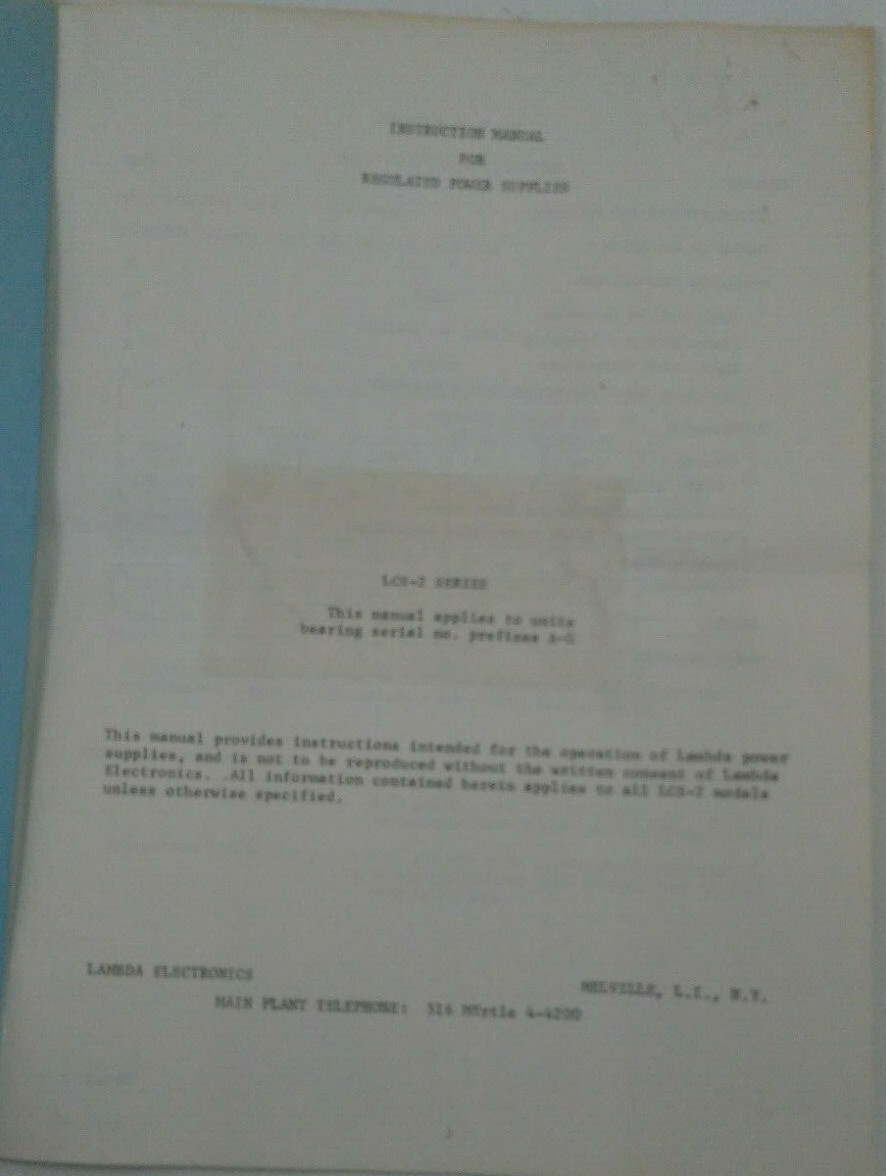 INSTRUCTION MANUAL
FOR
REGULATED POWER SUPPLIES
LCS-2 SERIES
This manual applies to units
bearing serial no. prefixes
This manual provides instructions intended for the operation of Lambda power
supplies, and is not to be reproduced without the written consent of Lambda
Electronics. .All information contained herein applies to all LCS-2 models
unless otherwise specified.
LAMBDA ELECTRONICS
MELVILLE, L.I., N.Y.
MAIN PLANT TELEPHONE: 516 MYrtle 4-4200